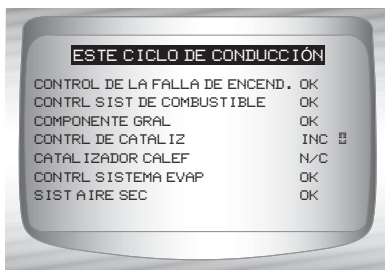 ESTE CICLO DE CONDUCCIÓN
CONTROL DE LA FALLA DE ENCEND. OK
CONTRL SIST DE COMBUSTIBLE OK
COMPONENTE GRAL OK
CONTRL DE CATALIZ INC
CATALIZADOR CALEF N/C
CONTRL SISTEMA EVAP OK
SIST AIRE SEC OK